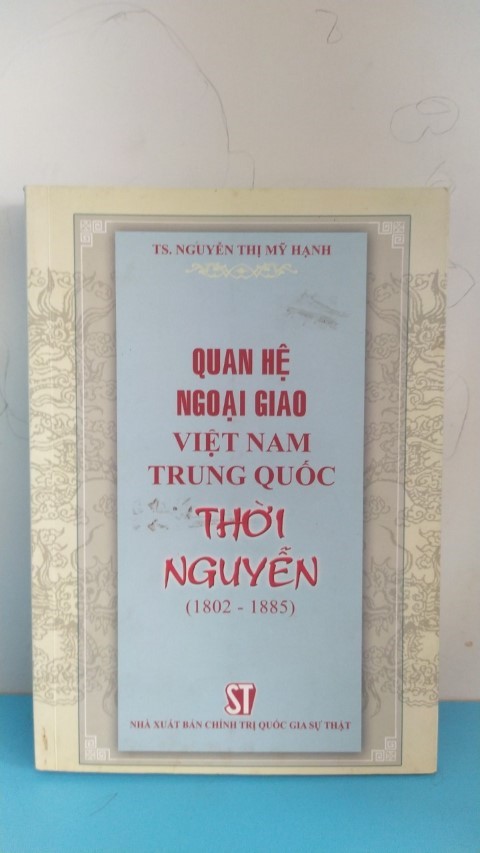 TS. NGUYỄN THỊ MỸ HẠNH
QUAN HỆ
NGOẠI GIAO
VIỆT NAM
TRUNG QUỐC
THỜI
NGUYỄN
(1802 - 1885)
ST
NHÀ XUẤT BẢN CHÍNH TRỊ QUỐC GIA SỰ THẬT